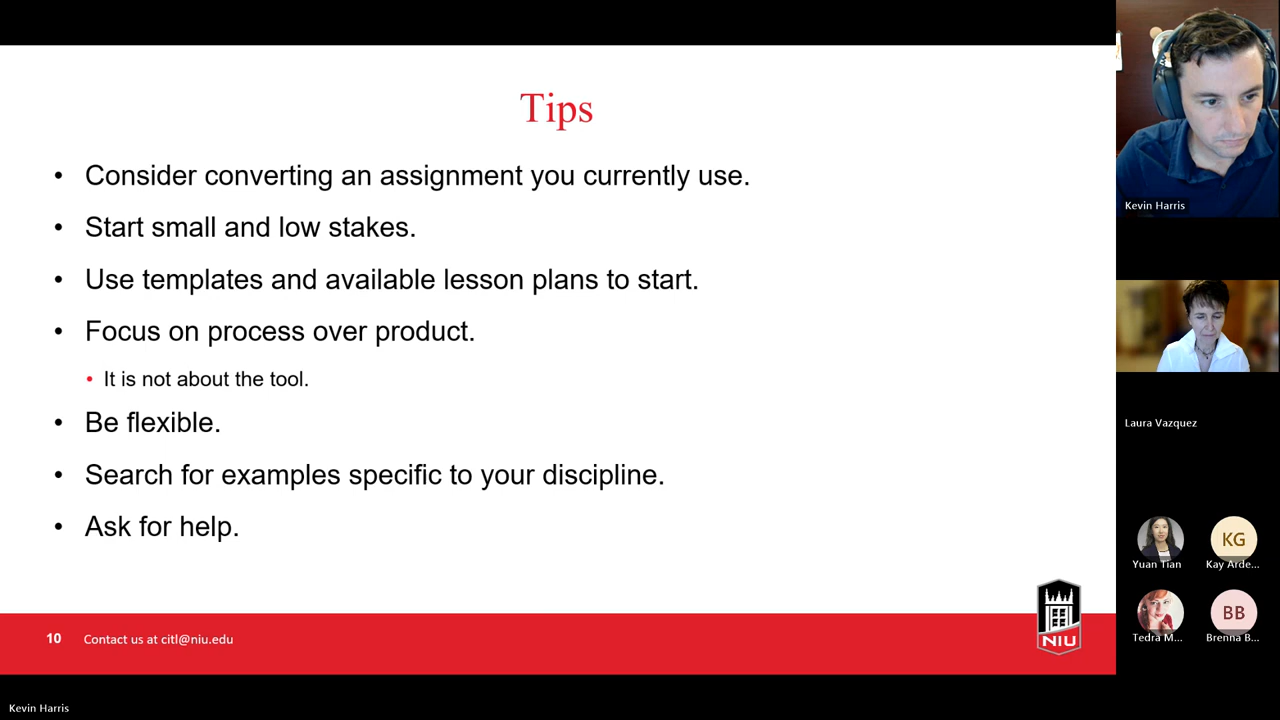 Tips
• Consider converting an assignment you currently use.
• Start small and low stakes.
• Use templates and available lesson plans to start.
• Focus on process over product.
• It is not about the tool.
• Be flexible.
• Search for examples specific to your discipline.
• Ask for help.
10 Contact us at citl@niu.edu
NIU
Kevin Harris
Laura Vazquez
KG
Yuan Tian
Kay Arde...
BB
Tedra M...
Brenna B...
Kevin Harris